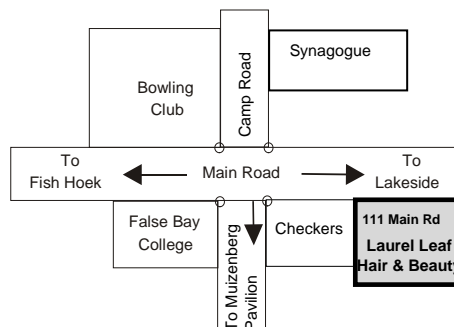 Camp Road
Synagogue
Bowling
Club
To
Fish Hoek
Main Road
To
Lakeside
False Bay
College
To Muizenberg
Pavilion
Checkers
111 Main Rd
Laurel Leaf
Hair & Beauty